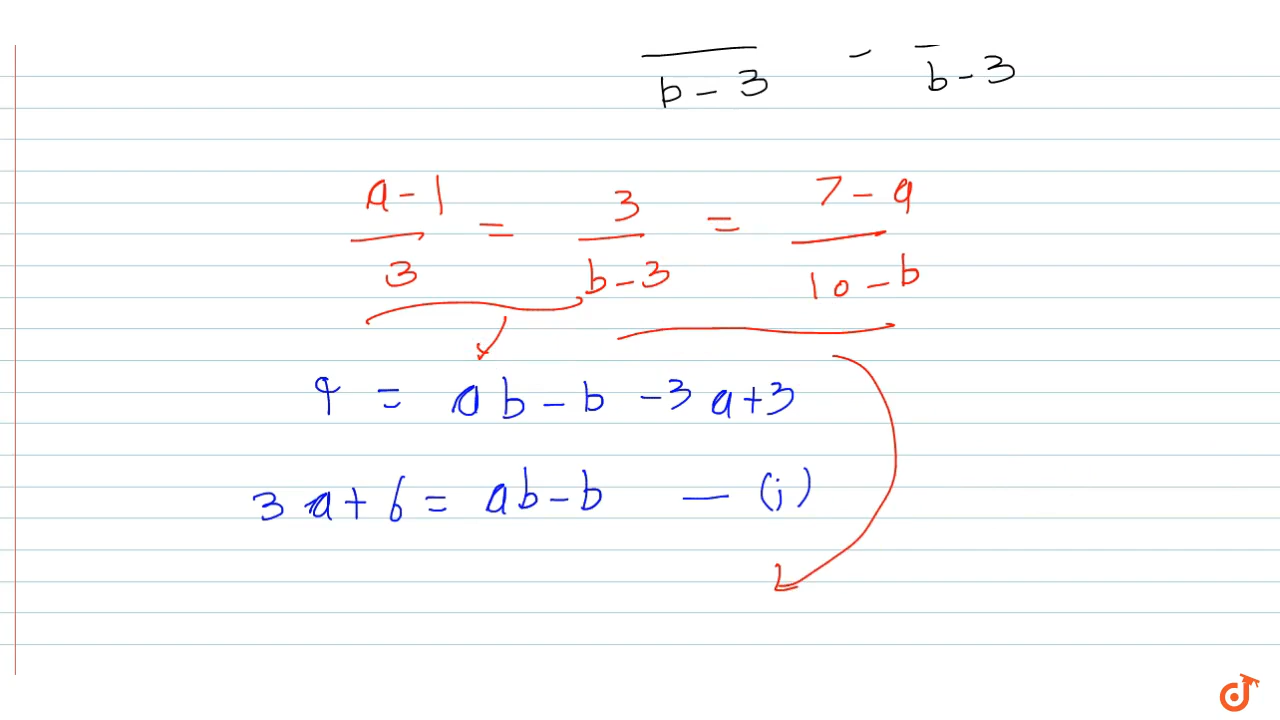 b - 3 = b - 3
a - 1 / 3 = 3 / b - 3 = 7 - a / 10 - b
9 = ab - b - 3a + 3
3a + 6 = ab - b — (i)